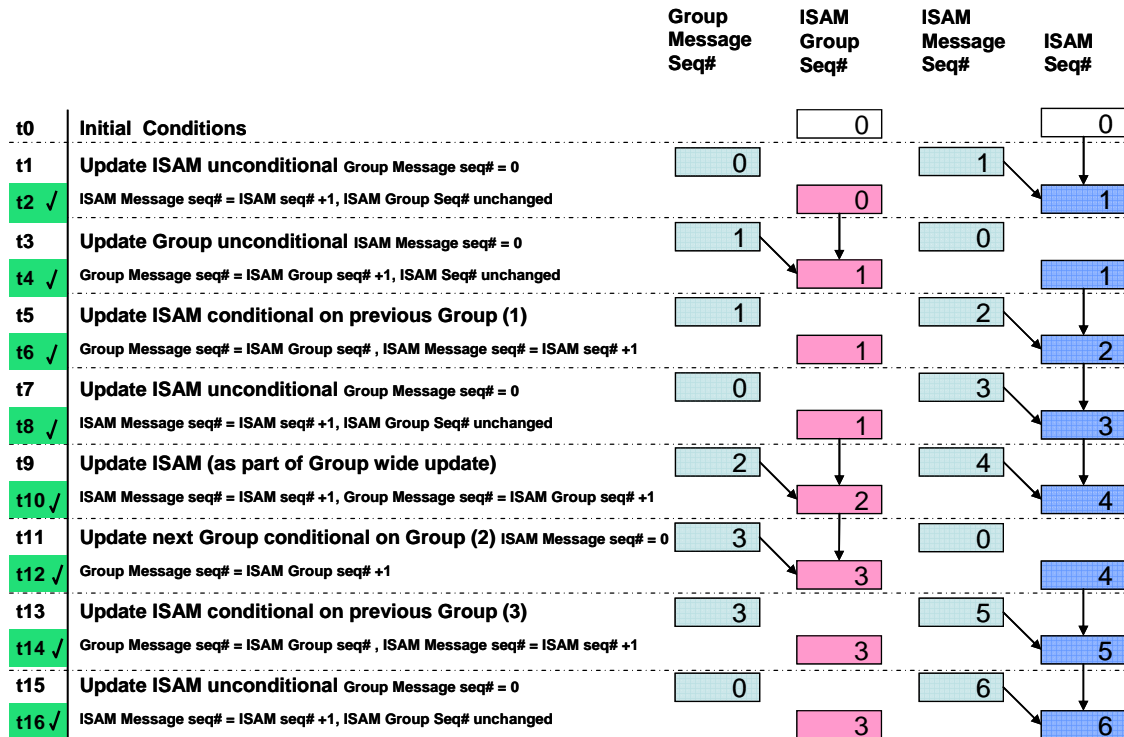 Group Message Seq#
ISAM Group Seq#
ISAM Message Seq#
ISAM Seq#
t0 Initial Conditions 0 0
t1 Update ISAM unconditional Group Message seq# = 0 0 1
t2 √ ISAM Message seq# = ISAM seq# +1, ISAM Group Seq# unchanged 0 1
t3 Update Group unconditional ISAM Message seq# = 0 1 0
t4 √ Group Message seq# = ISAM Group seq# +1, ISAM Seq# unchanged 1 1
t5 Update ISAM conditional on previous Group (1) 1 2
t6 √ Group Message seq# = ISAM Group seq# , ISAM Message seq# = ISAM seq# +1 1 2
t7 Update ISAM unconditional Group Message seq# = 0 0 3
t8 √ ISAM Message seq# = ISAM seq# +1, ISAM Group Seq# unchanged 1 3
t9 Update ISAM (as part of Group wide update) 2 4
t10 √ ISAM Message seq# = ISAM seq# +1, Group Message seq# = ISAM Group seq# +1 2 4
t11 Update next Group conditional on Group (2) ISAM Message seq# = 0 3 0
t12 √ Group Message seq# = ISAM Group seq# +1 3 4
t13 Update ISAM conditional on previous Group (3) 3 5
t14 √ Group Message seq# = ISAM Group seq# , ISAM Message seq# = ISAM seq# +1 3 5
t15 Update ISAM unconditional Group Message seq# = 0 0 6
t16 √ ISAM Message seq# = ISAM seq# +1, ISAM Group Seq# unchanged 3 6